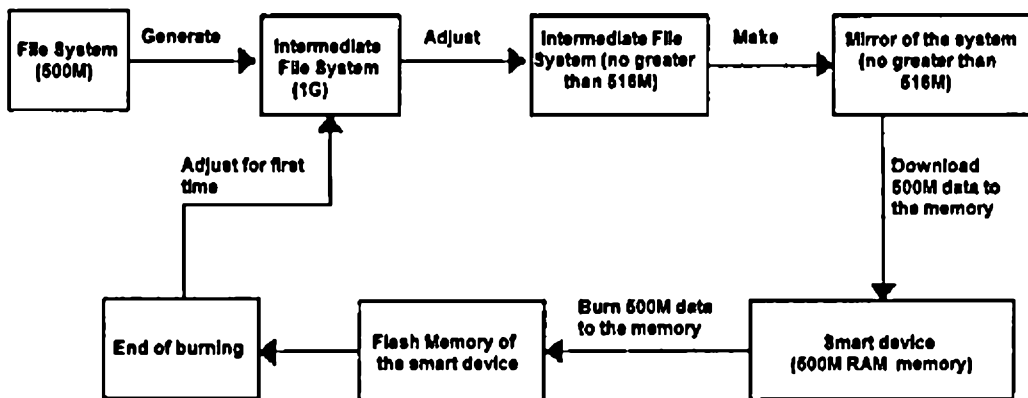 File System
(500M)
Generate
Intermediate
File System
(1G)
Adjust
Intermediate File
System (no greater
than 516M)
Make
Mirror of the system
(no greater than
516M)
Adjust for first
time
Download
500M data to
the memory
End of burning
Flash Memory of
the smart device
Burn 500M data
to the memory
Smart device
(500M RAM memory)